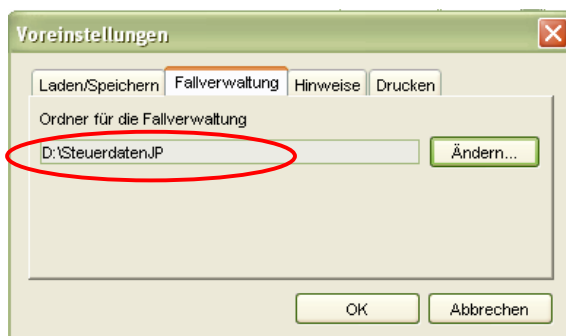 Voreinstellungen
Laden/Speichern Fallverwaltung Hinweise Drucken
Ordner für die Fallverwaltung
D:\SteuerdatenJP Ändern...
OK Abbrechen